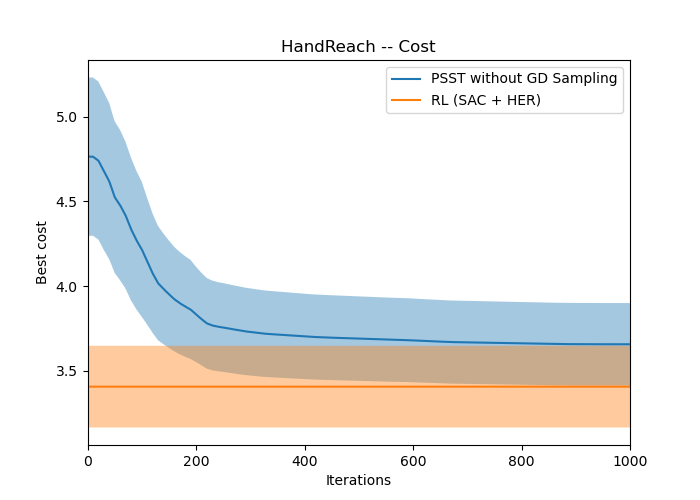 HandReach -- Cost
PSST without GD Sampling
RL (SAC + HER)
Best cost
5.0
4.5
4.0
3.5
0 200 400 600 800 1000
Iterations